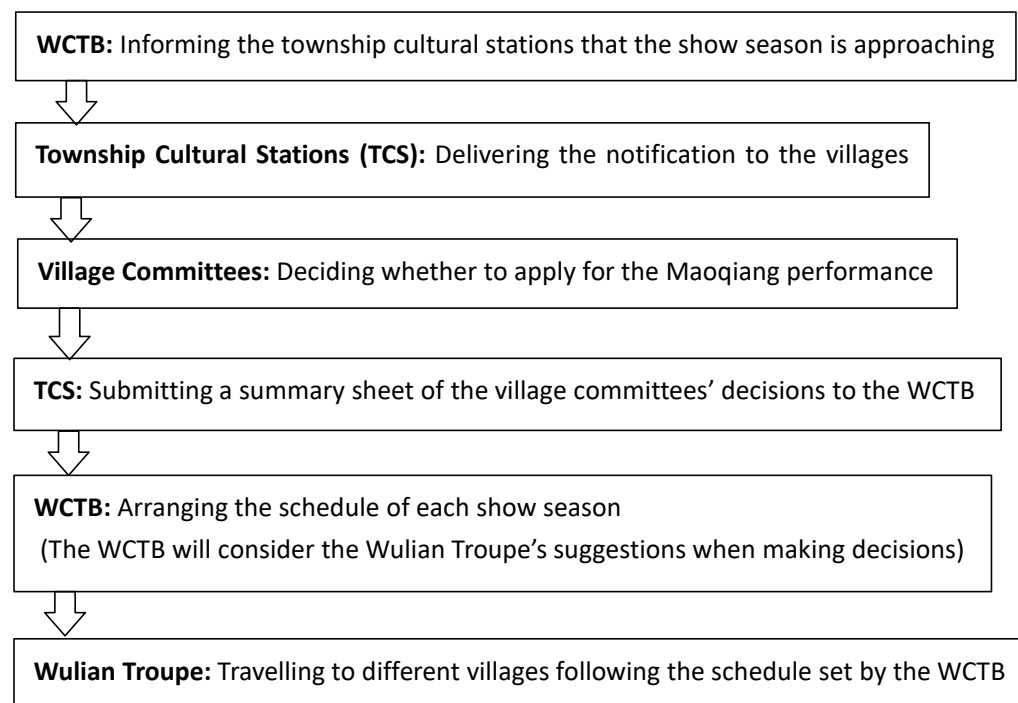 WCTB: Informing the township cultural stations that the show season is approaching
Township Cultural Stations (TCS): Delivering the notification to the villages
Village Committees: Deciding whether to apply for the Maoqiang performance
TCS: Submitting a summary sheet of the village committees’ decisions to the WCTB
WCTB: Arranging the schedule of each show season
(The WCTB will consider the Wulian Troupe’s suggestions when making decisions)
Wulian Troupe: Travelling to different villages following the schedule set by the WCTB